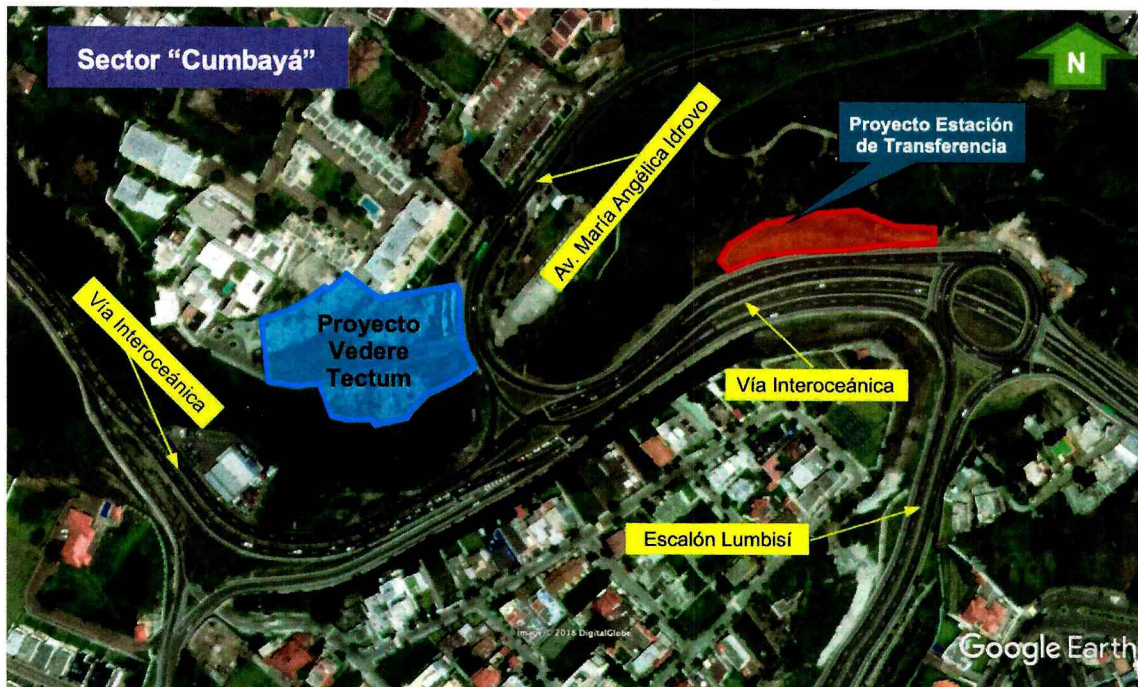 Sector “Cumbayá”
N
Proyecto Estación
de Transferencia
Av. María Angélica Idrovo
Vía Interoceánica
Proyecto
Vedere
Tectum
Vía Interoceánica
Escalón Lumbisí
Image © 2016 DigitalGlobe
Google Earth